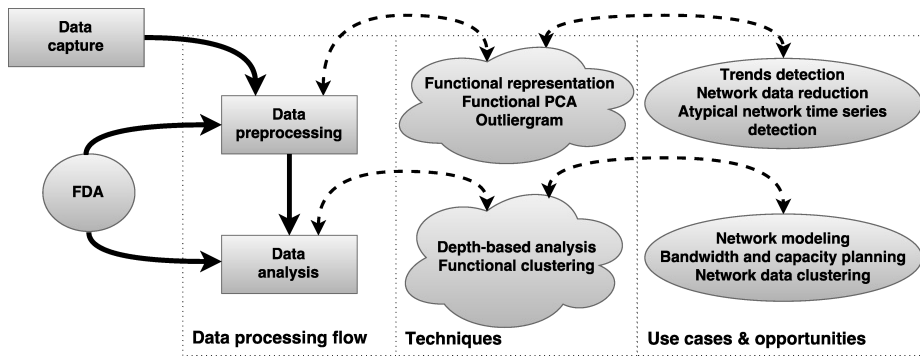 Data
capture
Functional representation
Functional PCA
Outliergram
Trends detection
Network data reduction
Atypical network time series
detection
Data
preprocessing
FDA
Data
analysis
Depth-based analysis
Functional clustering
Network modeling
Bandwidth and capacity planning
Network data clustering
Data processing flow
Techniques
Use cases & opportunities